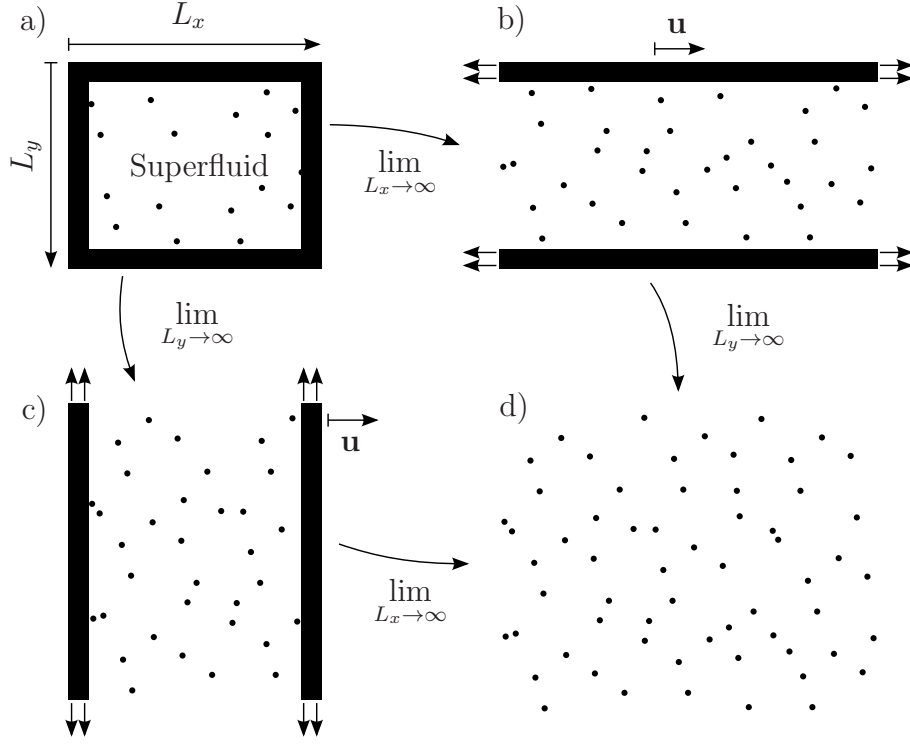 a)
L_x
b)
u
L_y
Superfluid
lim
L_x→∞
lim
L_y→∞
lim
L_y→∞
c)
u
d)
lim
L_x→∞